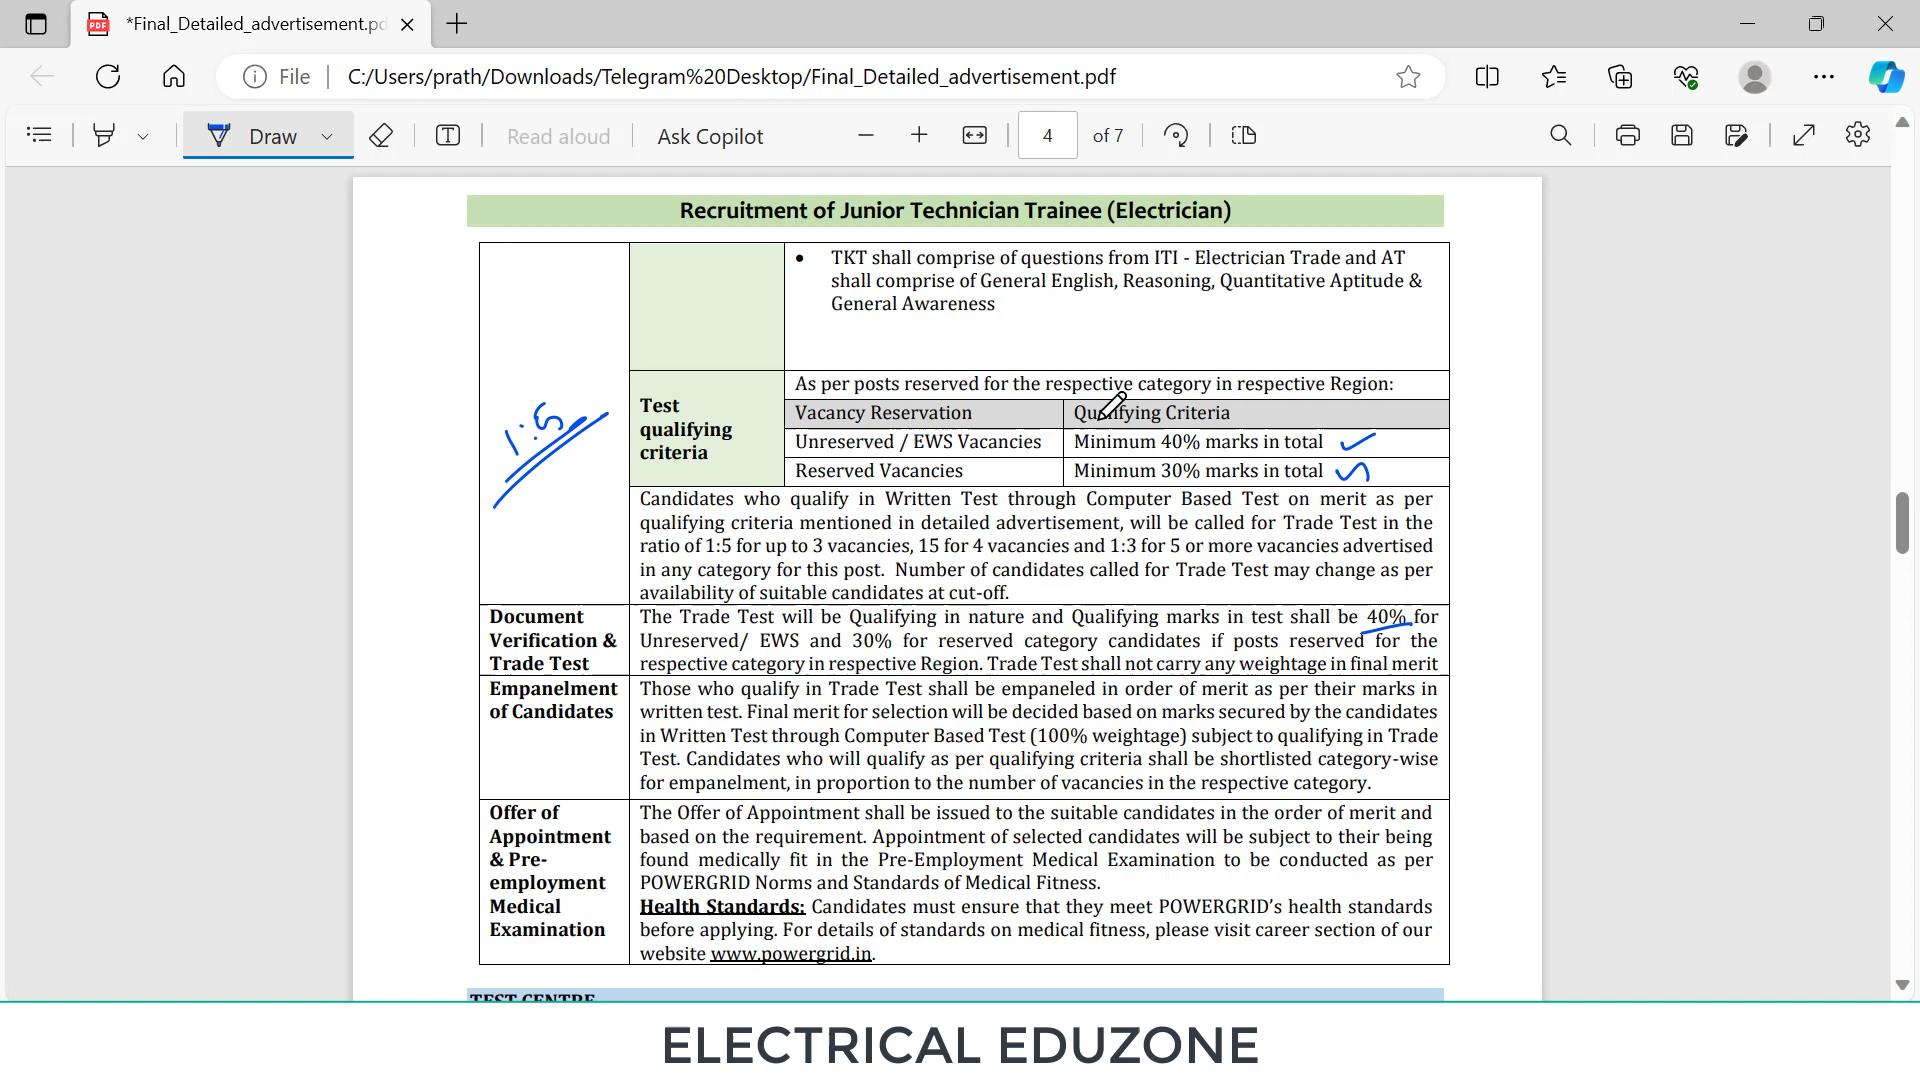 *Final_Detailed_advertisement.pd
File
C:/Users/prath/Downloads/Telegram%20Desktop/Final_Detailed_advertisement.pdf
Draw
Read aloud
Ask Copilot
4 of 7
Recruitment of Junior Technician Trainee (Electrician)
• TKT shall comprise of questions from ITI - Electrician Trade and AT
shall comprise of General English, Reasoning, Quantitative Aptitude &
General Awareness
Test
qualifying
criteria
As per posts reserved for the respective category in respective Region:
Vacancy Reservation Qualifying Criteria
Unreserved / EWS Vacancies Minimum 40% marks in total
Reserved Vacancies Minimum 30% marks in total
1:5
Candidates who qualify in Written Test through Computer Based Test on merit as per
qualifying criteria mentioned in detailed advertisement, will be called for Trade Test in the
ratio of 1:5 for up to 3 vacancies, 15 for 4 vacancies and 1:3 for 5 or more vacancies advertised
in any category for this post. Number of candidates called for Trade Test may change as per
availability of suitable candidates at cut-off.
Document
Verification &
Trade Test
The Trade Test will be Qualifying in nature and Qualifying marks in test shall be 40% for
Unreserved/ EWS and 30% for reserved category candidates if posts reserved for the
respective category in respective Region. Trade Test shall not carry any weightage in final merit
Empanelment
of Candidates
Those who qualify in Trade Test shall be empaneled in order of merit as per their marks in
written test. Final merit for selection will be decided based on marks secured by the candidates
in Written Test through Computer Based Test (100% weightage) subject to qualifying in Trade
Test. Candidates who will qualify as per qualifying criteria shall be shortlisted category-wise
for empanelment, in proportion to the number of vacancies in the respective category.
Offer of
Appointment
& Pre-
employment
Medical
Examination
The Offer of Appointment shall be issued to the suitable candidates in the order of merit and
based on the requirement. Appointment of selected candidates will be subject to their being
found medically fit in the Pre-Employment Medical Examination to be conducted as per
POWERGRID Norms and Standards of Medical Fitness.
Health Standards: Candidates must ensure that they meet POWERGRID's health standards
before applying. For details of standards on medical fitness, please visit career section of our
website www.powergrid.in.
TEST CENTRE
ELECTRICAL EDUZONE